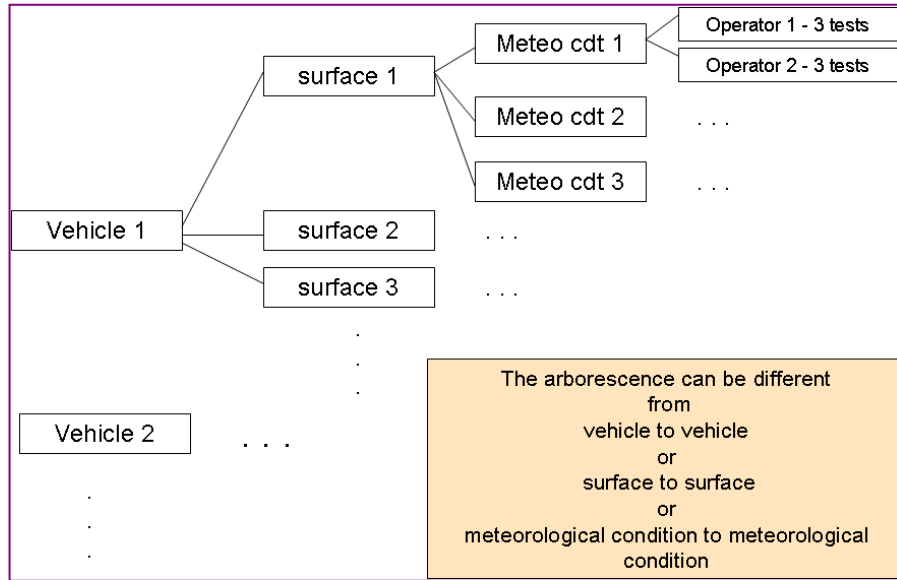 Operator 1 - 3 tests
Meteo cdt 1
Operator 2 - 3 tests
surface 1
Meteo cdt 2
. . .
Meteo cdt 3
. . .
Vehicle 1
surface 2
. . .
surface 3
. . .
.
.
.
Vehicle 2
. . .
.
.
.
The arborescence can be different
from
vehicle to vehicle
or
surface to surface
or
meteorological condition to meteorological
condition